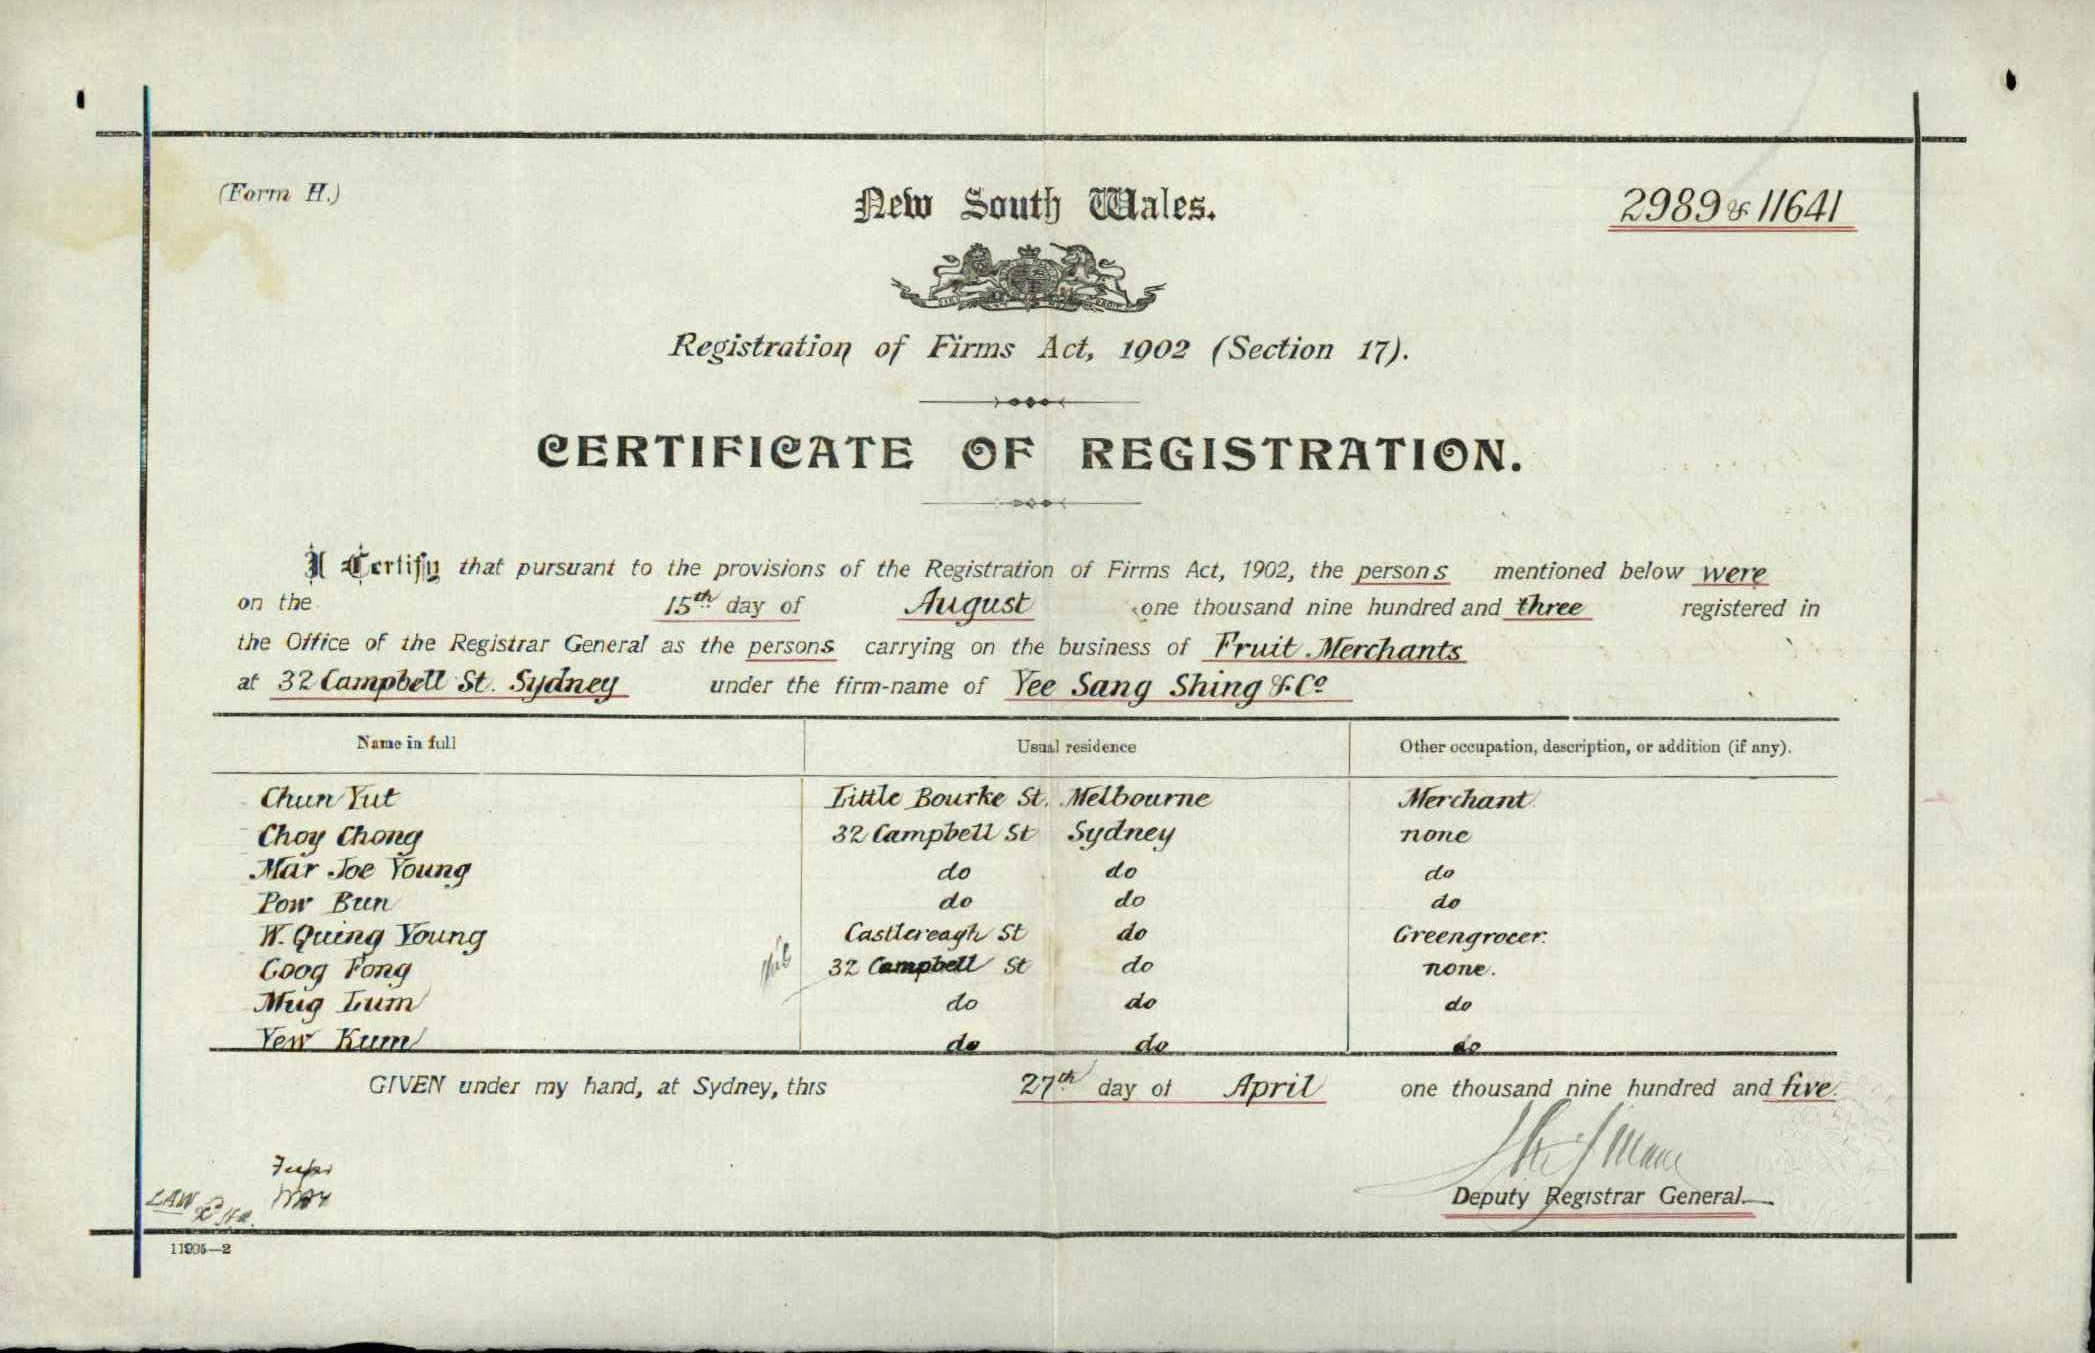 (Form H.)
New South Wales.
2989 & 11641
Registration of Firms Act, 1902 (Section 17).
CERTIFICATE OF REGISTRATION.
I Certify that pursuant to the provisions of the Registration of Firms Act, 1902, the persons mentioned below were
on the 15th day of August one thousand nine hundred and three registered in
the Office of the Registrar General as the persons carrying on the business of Fruit Merchants
at 32 Campbell St. Sydney under the firm-name of Yee Sang Shing & Co
Name in full Usual residence Other occupation, description, or addition (if any).
Chun Yut Little Bourke St. Melbourne Merchant
Choy Chong 32 Campbell St Sydney none
Mar Joe Young do do do
Pow Bun do do do
W. Quing Young Castlereagh St do Greengrocer.
Goog Fong 32 Campbell St do none.
Mug Lum do do do
Yew Kum do do do
GIVEN under my hand, at Sydney, this 27th day of April one thousand nine hundred and five.
Deputy Registrar General
LAW
11905—2